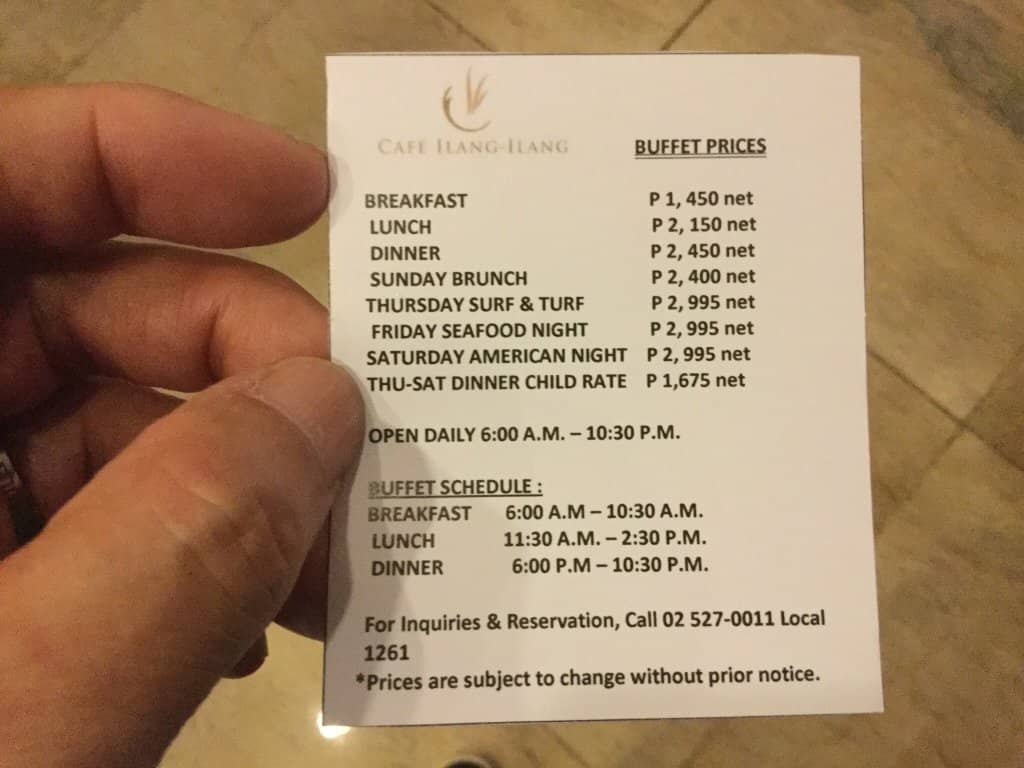 CAFE ILANG-ILANG
BUFFET PRICES
BREAKFAST P 1, 450 net
LUNCH P 2, 150 net
DINNER P 2, 450 net
SUNDAY BRUNCH P 2, 400 net
THURSDAY SURF & TURF P 2, 995 net
FRIDAY SEAFOOD NIGHT P 2, 995 net
SATURDAY AMERICAN NIGHT P 2, 995 net
THU-SAT DINNER CHILD RATE P 1,675 net
OPEN DAILY 6:00 A.M. – 10:30 P.M.
BUFFET SCHEDULE :
BREAKFAST 6:00 A.M – 10:30 A.M.
LUNCH 11:30 A.M. – 2:30 P.M.
DINNER 6:00 P.M – 10:30 P.M.
For Inquiries & Reservation, Call 02 527-0011 Local
1261
*Prices are subject to change without prior notice.